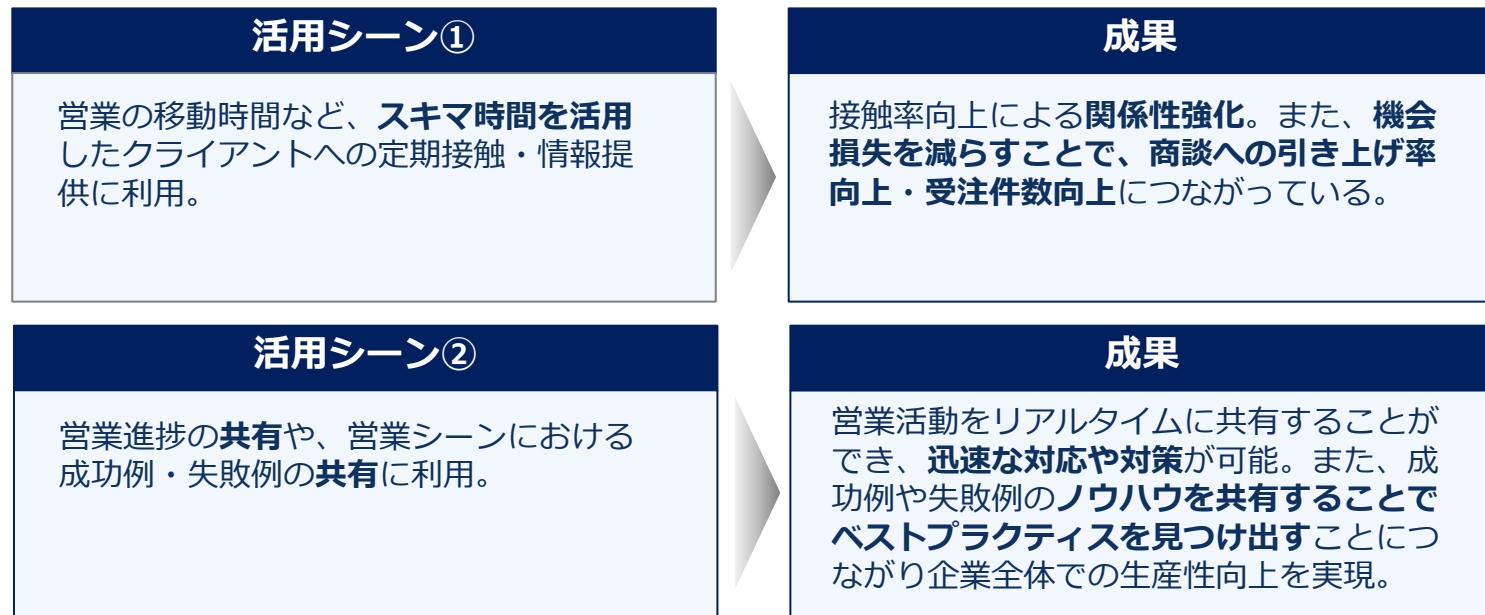 活用シーン①
営業の移動時間など、スキマ時間を活用
したクライアントへの定期接触・情報提
供に利用。
成果
接触率向上による関係性強化。また、機会
損失を減らすことで、商談への引き上げ率
向上・受注件数向上につながっている。
活用シーン②
営業進捗の共有や、営業シーンにおける
成功例・失敗例の共有に利用。
成果
営業活動をリアルタイムに共有することが
でき、迅速な対応や対策が可能。また、成
功例や失敗例のノウハウを共有することで
ベストプラクティスを見つけ出すことにつ
ながり企業全体での生産性向上を実現。